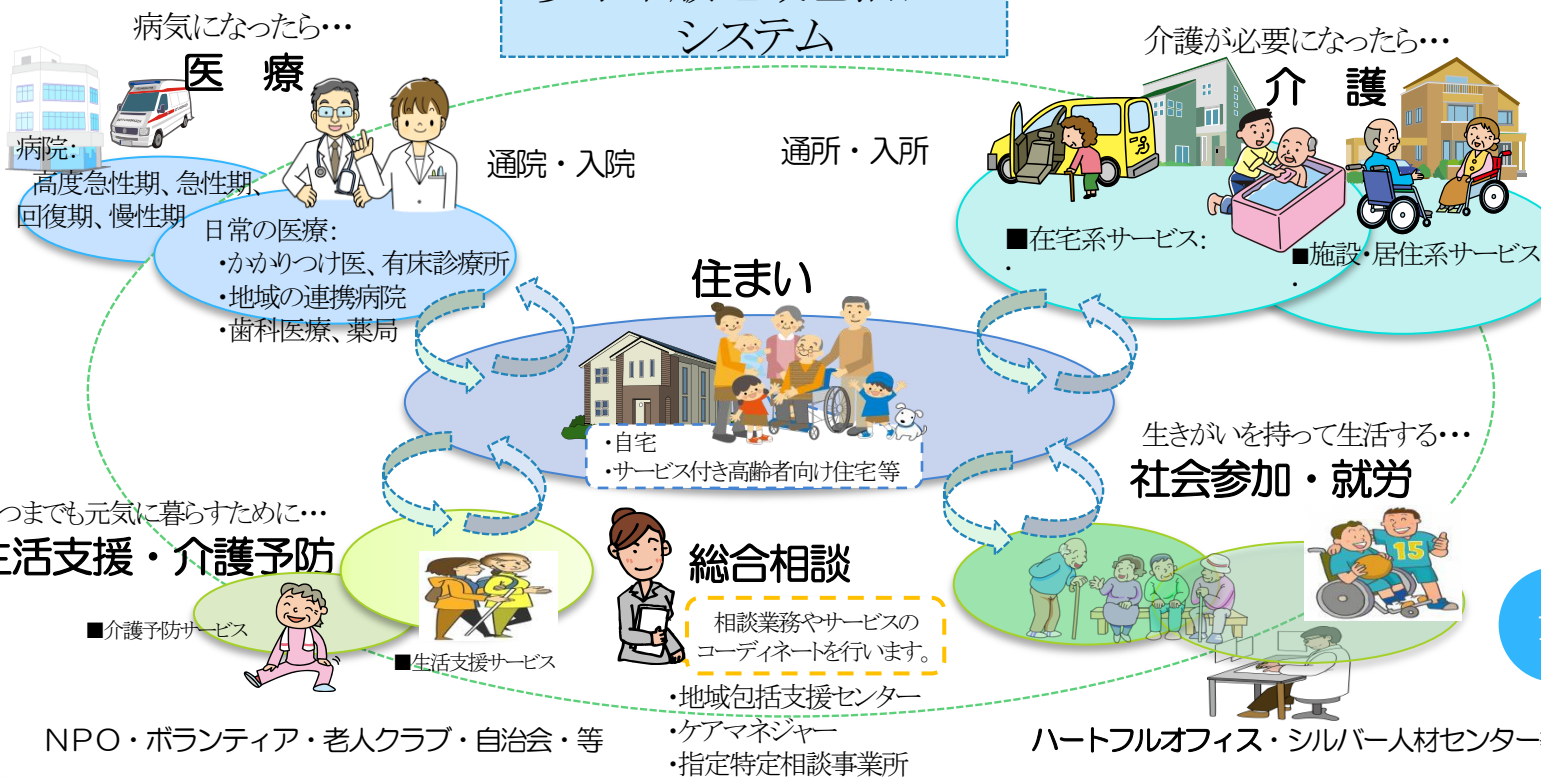 システム
病気になったら･･･
医　療
病院：
高度急性期、急性期、
回復期、慢性期
日常の医療：
・かかりつけ医、有床診療所
・地域の連携病院
・歯科医療、薬局
通院・入院
通所・入所
介護が必要になったら･･･
介　護
■在宅系サービス：
・
■施設・居住系サービス
・
住まい
・自宅
・サービス付き高齢者向け住宅等
生きがいを持って生活する･･･
社会参加・就労
15
つまでも元気に暮らすために･･･
生活支援・介護予防
■介護予防サービス
■生活支援サービス
総合相談
相談業務やサービスの
コーディネートを行います。
・地域包括支援センター
・ケアマネジャー
・指定特定相談事業所
ＮＰＯ・ボランティア・老人クラブ・自治会・等
ハートフルオフィス・シルバー人材センター